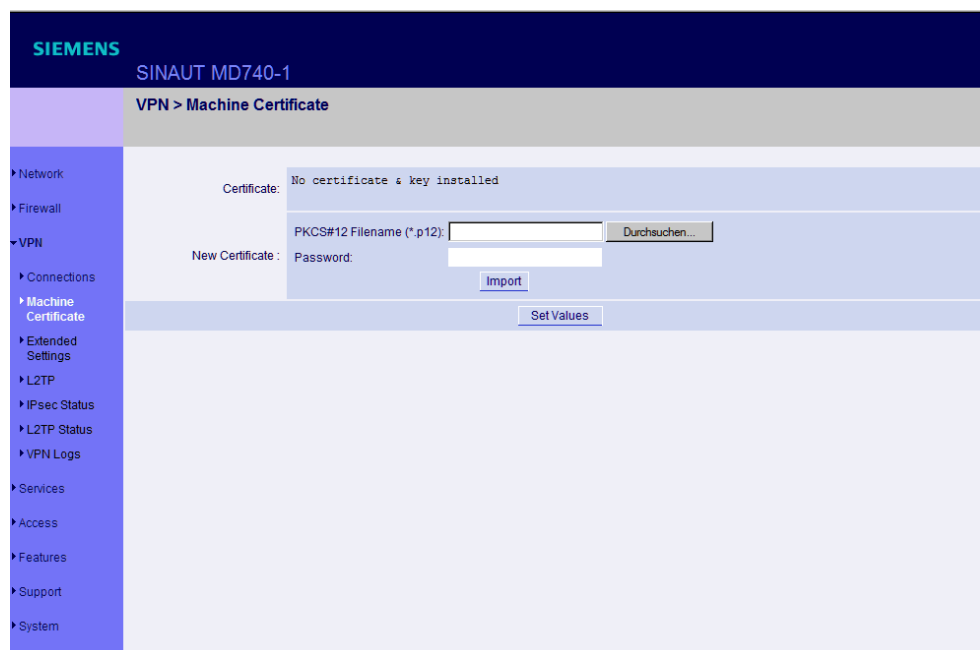 SIEMENS
SINAUT MD740-1
VPN > Machine Certificate
Network
Firewall
VPN
Connections
Machine
Certificate
Extended
Settings
L2TP
IPsec Status
L2TP Status
VPN Logs
Services
Access
Features
Support
System
Certificate:
No certificate & key installed
New Certificate :
PKCS#12 Filename (*.p12):
Durchsuchen...
Password:
Import
Set Values